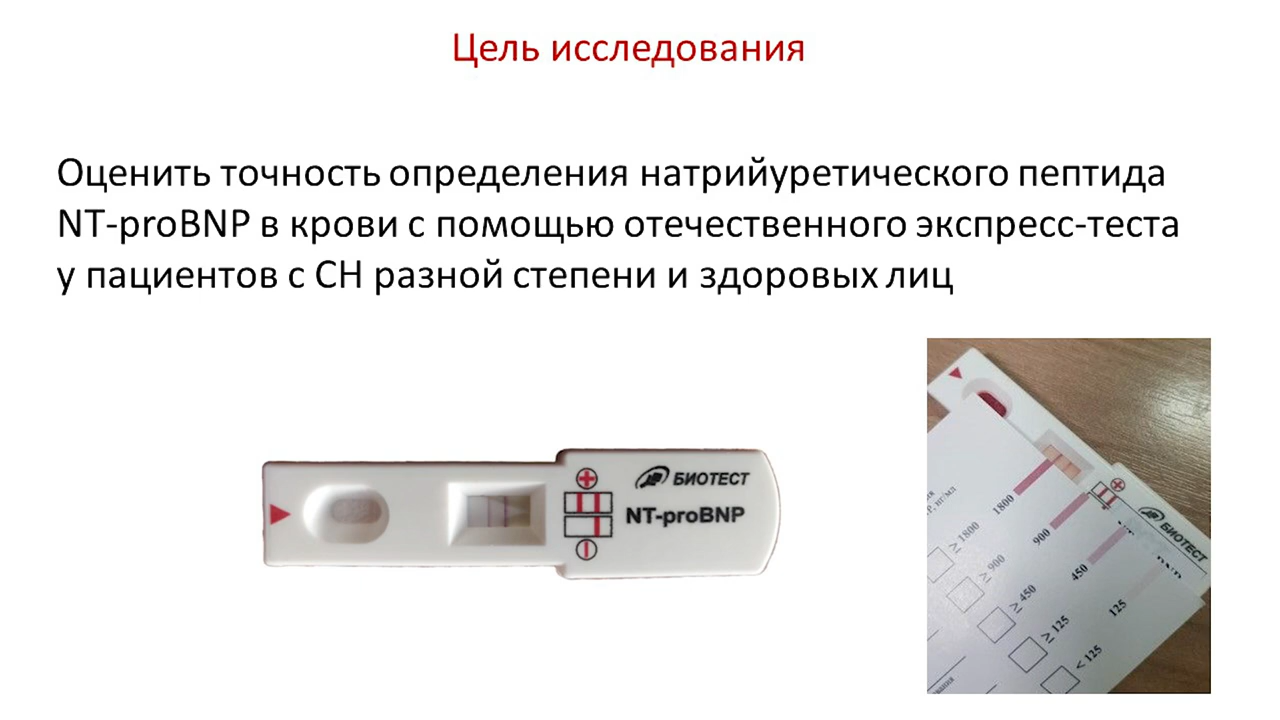 Цель исследования
Оценить точность определения натрийуретического пептида
NT-proBNP в крови с помощью отечественного экспресс-теста
у пациентов с СН разной степени и здоровых лиц
БИОТЕСТ
NT-proBNP
БИОТЕСТ
1800
900
450
125
≥ 1800
≥ 900
≥ 450
≥ 125
< 125